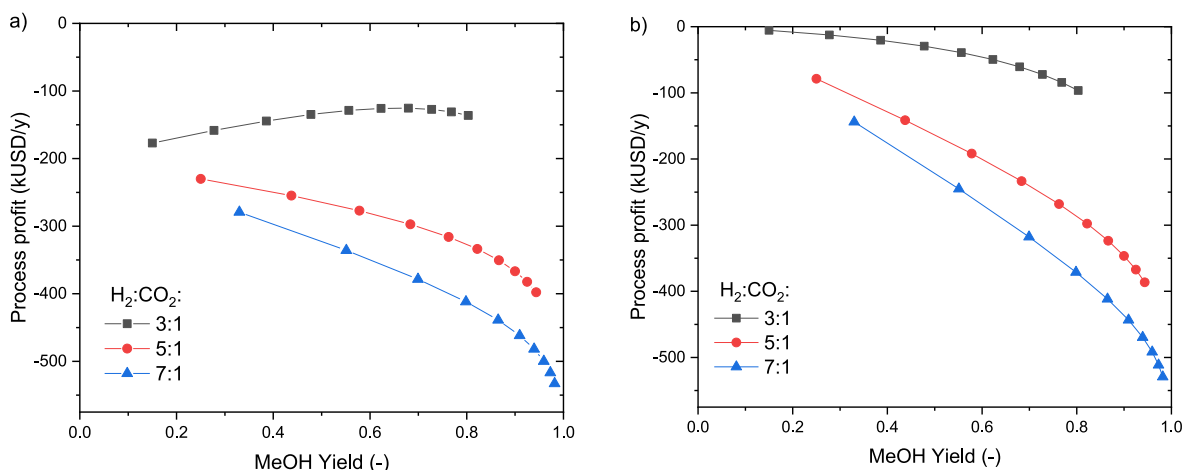 a)
Process profit (kUSD/y)
0
-100
-200
-300
-400
-500
H₂:CO₂:
3:1
5:1
7:1
0.0 0.2 0.4 0.6 0.8 1.0
MeOH Yield (-)
b)
Process profit (kUSD/y)
0
-100
-200
-300
-400
-500
H₂:CO₂:
3:1
5:1
7:1
0.0 0.2 0.4 0.6 0.8 1.0
MeOH Yield (-)